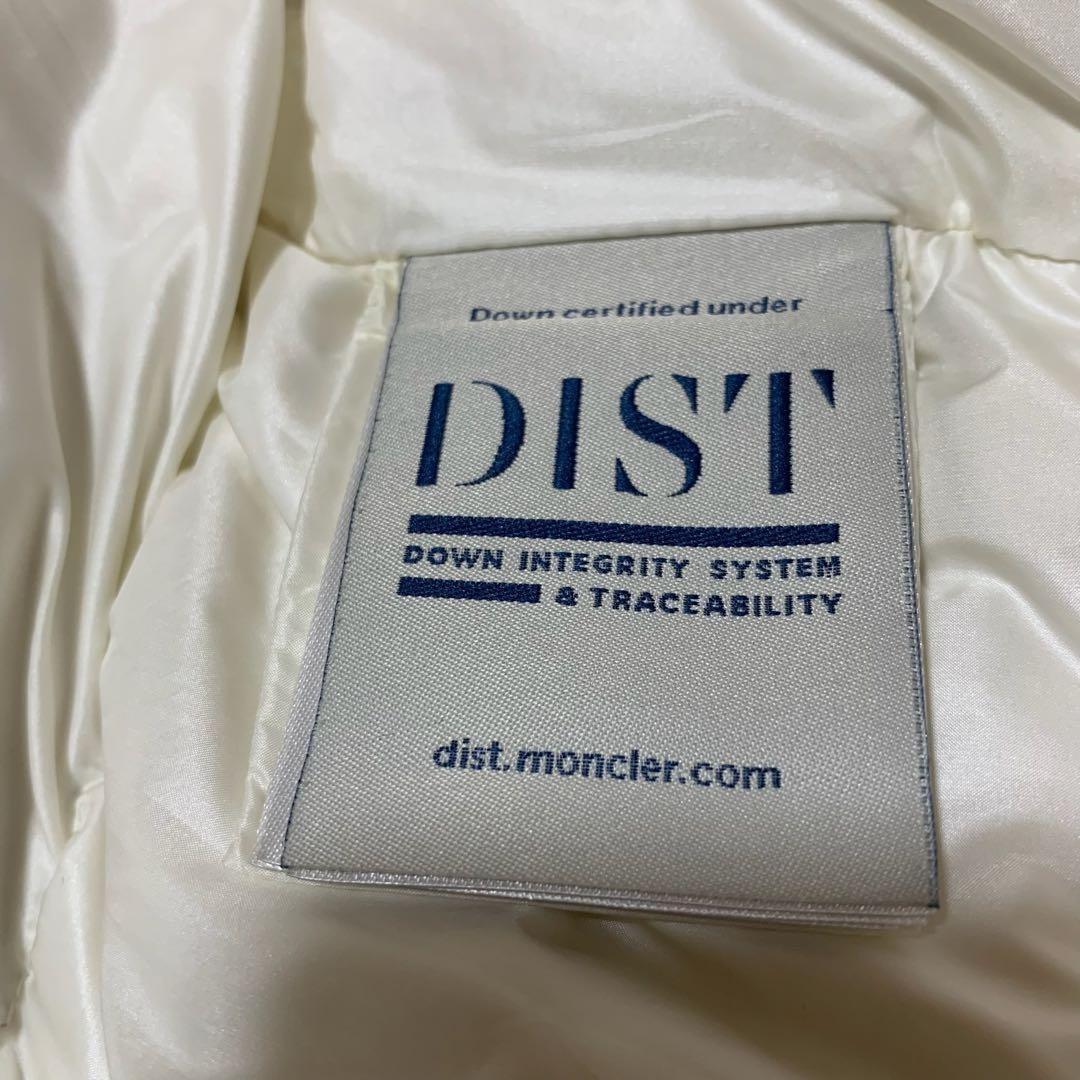 Down certified under
DIST
DOWN INTEGRITY SYSTEM
& TRACEABILITY
dist.moncler.com